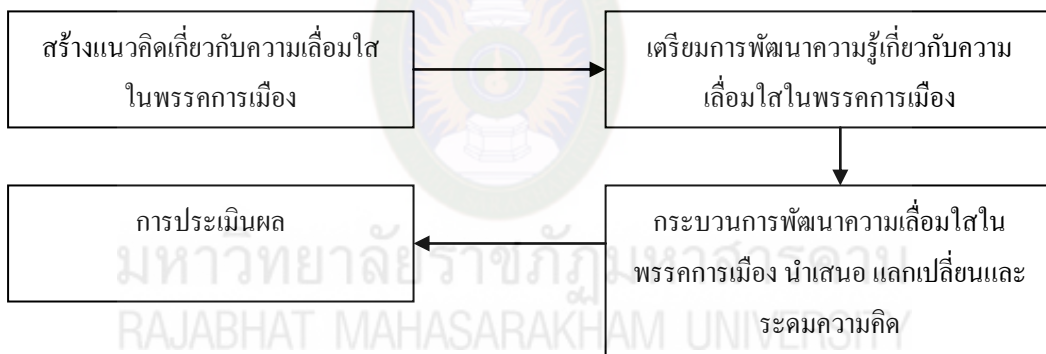 สร้างแนวคิดเกี่ยวกับความเลื่อมใส
ในพรรคการเมือง
เตรียมการพัฒนาความรู้เกี่ยวกับความ
เลื่อมใสในพรรคการเมือง
กระบวนการพัฒนาความเลื่อมใสใน
พรรคการเมือง นำเสนอ แลกเปลี่ยนและ
ระดมความคิด
การประเมินผล
มหาวิทยาลัยราชภัฏมหาสารคาม
RAJABHAT MAHASARAKHAM UNIVERSITY